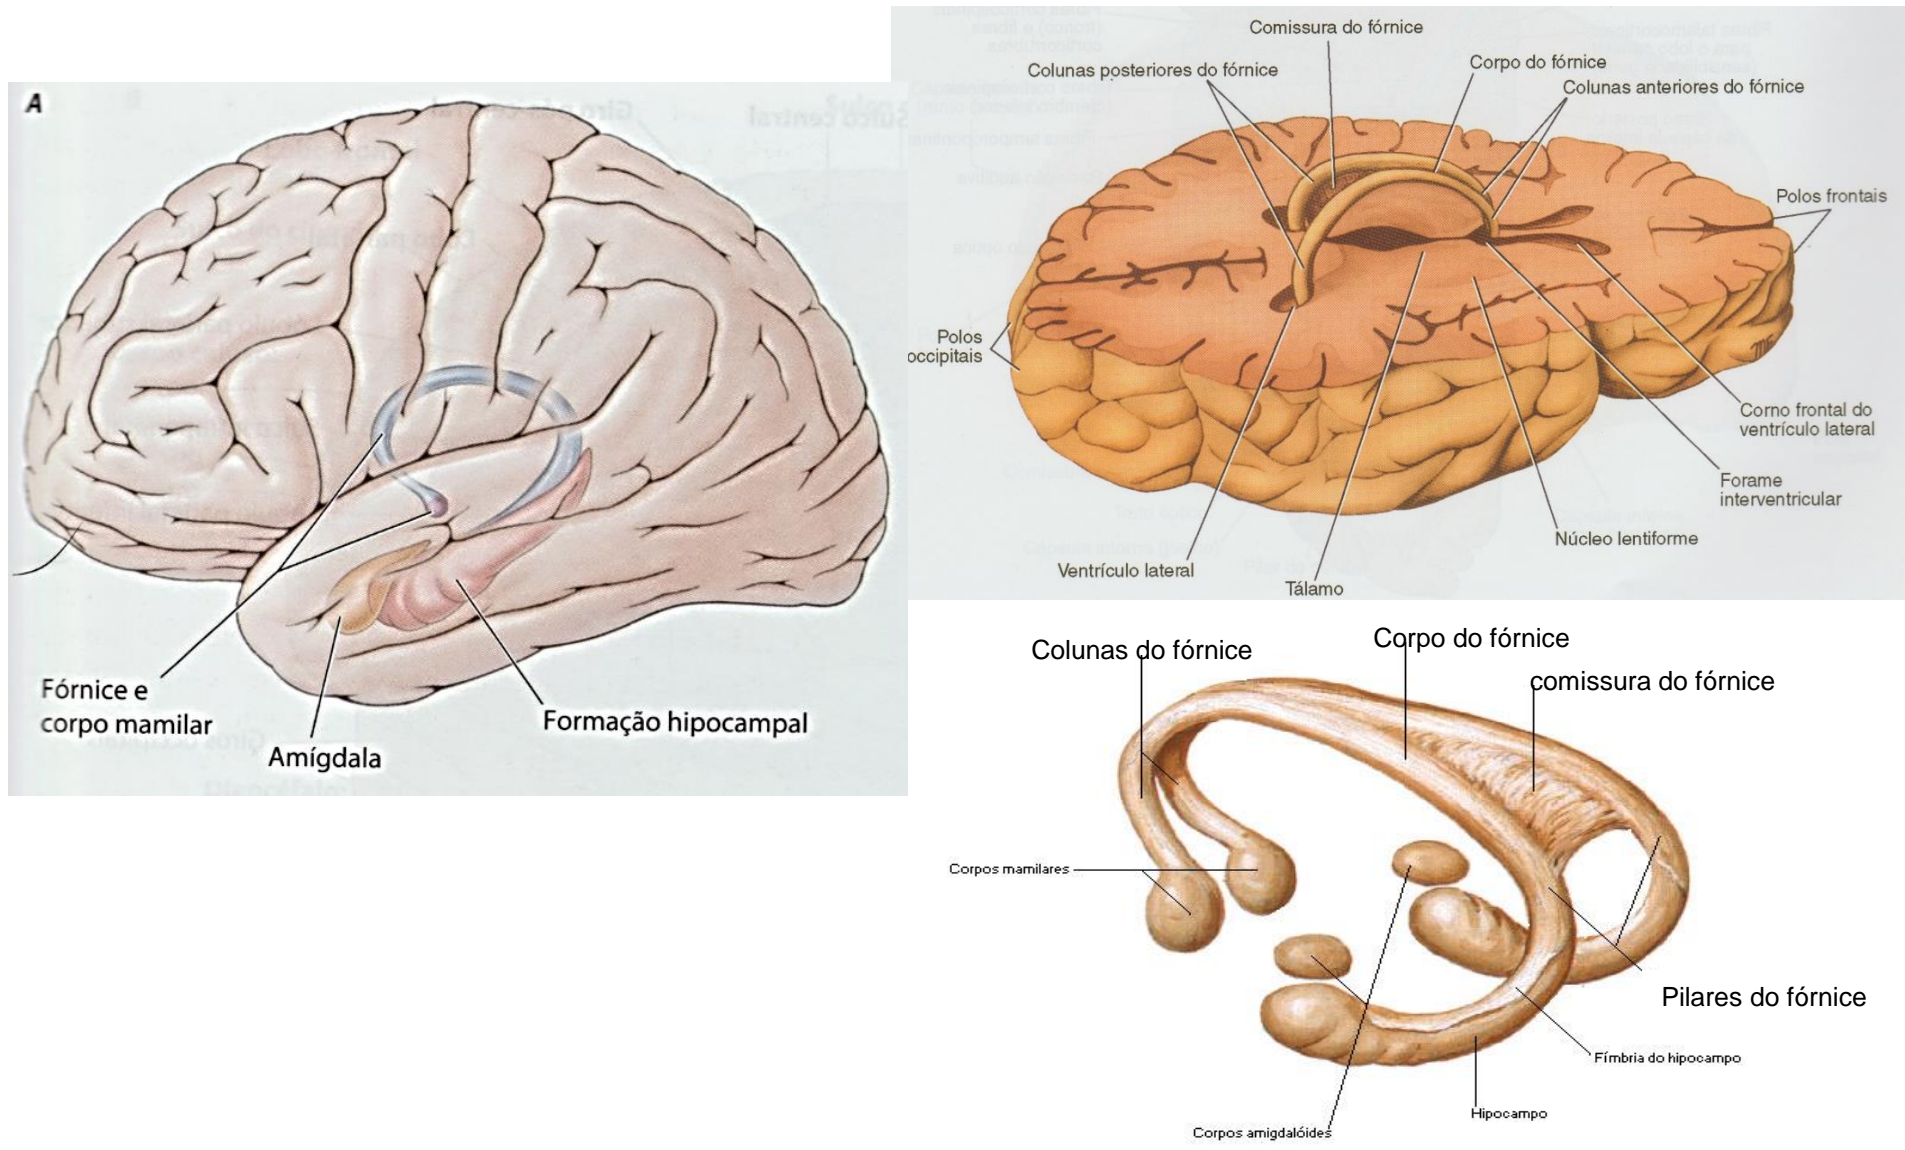 A
Fórnice e
corpo mamilar
Amígdala
Formação hipocampal
Comissura do fórnice
Colunas posteriores do fórnice
Corpo do fórnice
Colunas anteriores do fórnice
Polos frontais
Polos
occipitais
Corno frontal do
ventrículo lateral
Forame
interventricular
Núcleo lentiforme
Ventrículo lateral
Tálamo
Colunas do fórnice
Corpo do fórnice
comissura do fórnice
Corpos mamilares
Pilares do fórnice
Fímbria do hipocampo
Hipocampo
Corpos amigdalóides